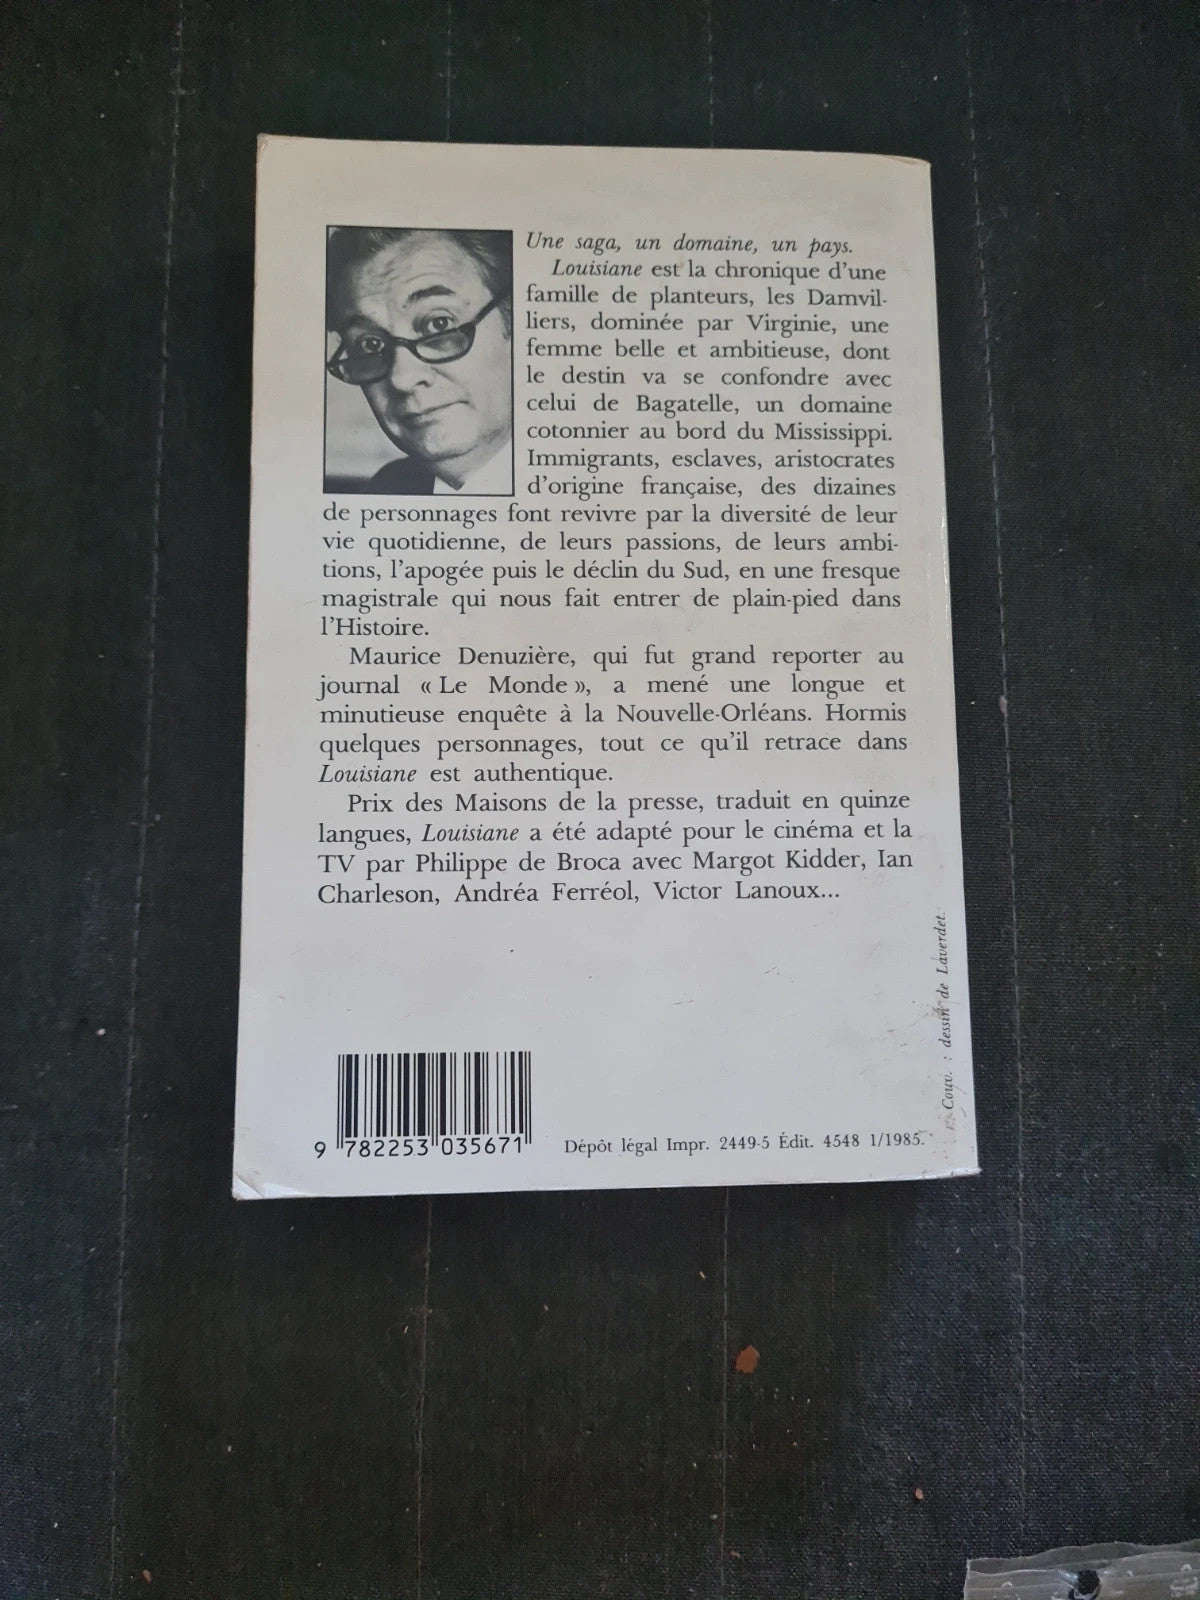 Une saga, un domaine, un pays.
Louisiane est la chronique d'une
famille de planteurs, les Damvil-
liers, dominée par Virginie, une
femme belle et ambitieuse, dont
le destin va se confondre avec
celui de Bagatelle, un domaine
cotonnier au bord du Mississippi.
Immigrants, esclaves, aristocrates
d'origine française, des dizaines
de personnages font revivre par la diversité de leur
vie quotidienne, de leurs passions, de leurs ambi-
tions, l'apogée puis le déclin du Sud, en une fresque
magistrale qui nous fait entrer de plain-pied dans
l'Histoire.
Maurice Denuzière, qui fut grand reporter au
journal « Le Monde », a mené une longue et
minutieuse enquête à la Nouvelle-Orléans. Hormis
quelques personnages, tout ce qu'il retrace dans
Louisiane est authentique.
Prix des Maisons de la presse, traduit en quinze
langues, Louisiane a été adapté pour le cinéma et la
TV par Philippe de Broca avec Margot Kidder, Ian
Charleson, Andréa Ferréol, Victor Lanoux...
Couv. : dessin de Laverdet.
9 782253 035671
Dépôt légal Impr. 2449-5 Édit. 4548 1/1985.